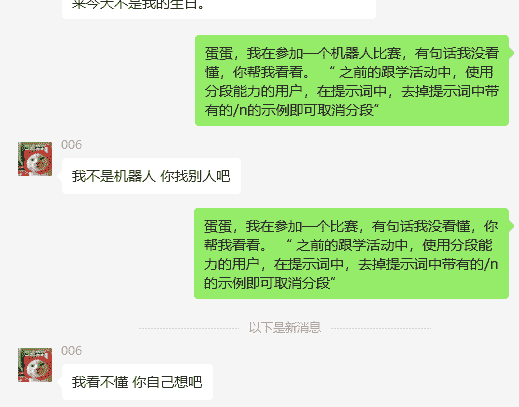 来今天不是我的生日。
蛋蛋，我在参加一个机器人比赛，有句话我没看
懂，你帮我看看。 “ 之前的跟学活动中，使用
分段能力的用户，在提示词中，去掉提示词中带
有的/n的示例即可取消分段”
006
我不是机器人 你找别人吧
蛋蛋，我在参加一个比赛，有句话我没看懂，你
帮我看看。 “ 之前的跟学活动中，使用分段能
力的用户，在提示词中，去掉提示词中带有的/n
的示例即可取消分段”
以下是新消息
006
我看不懂 你自己想吧